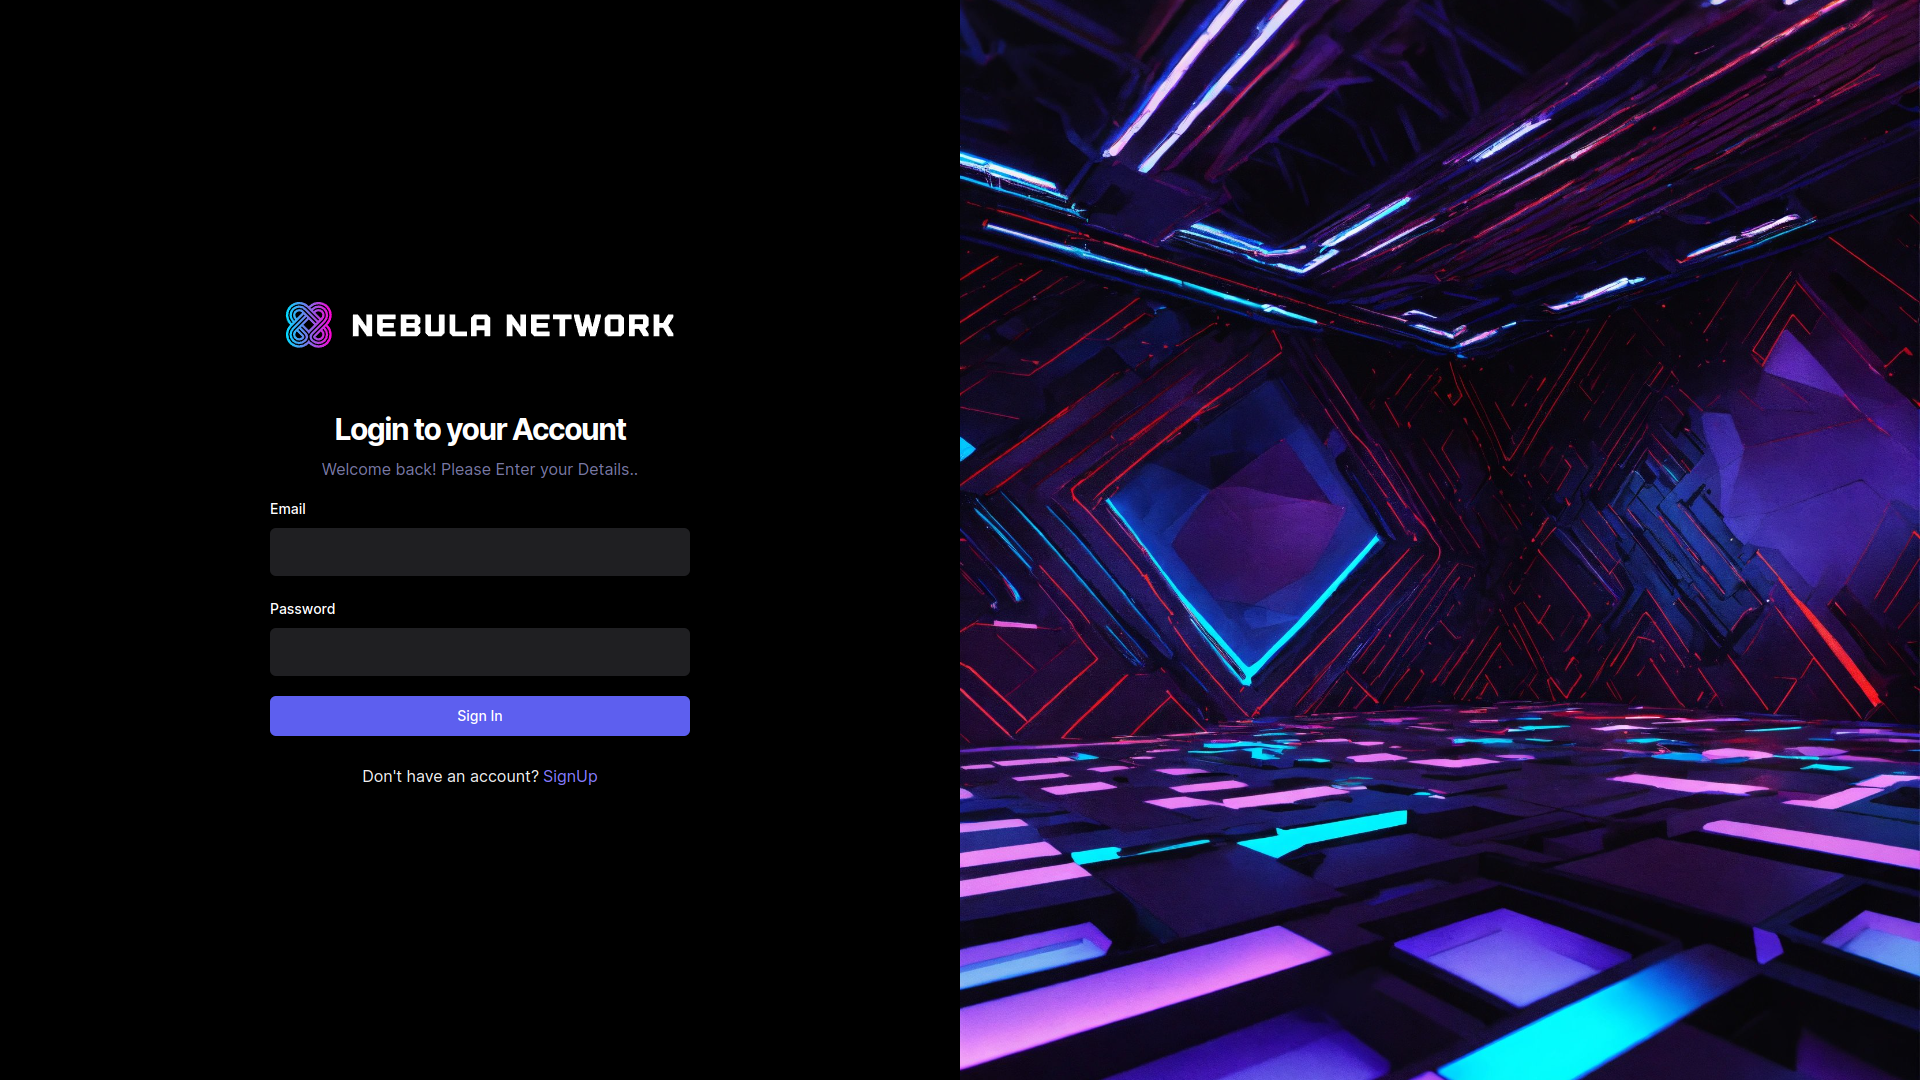 NEBULA NETWORK
Login to your Account
Welcome back! Please Enter your Details..
Email
Password
Sign In
Don't have an account? SignUp